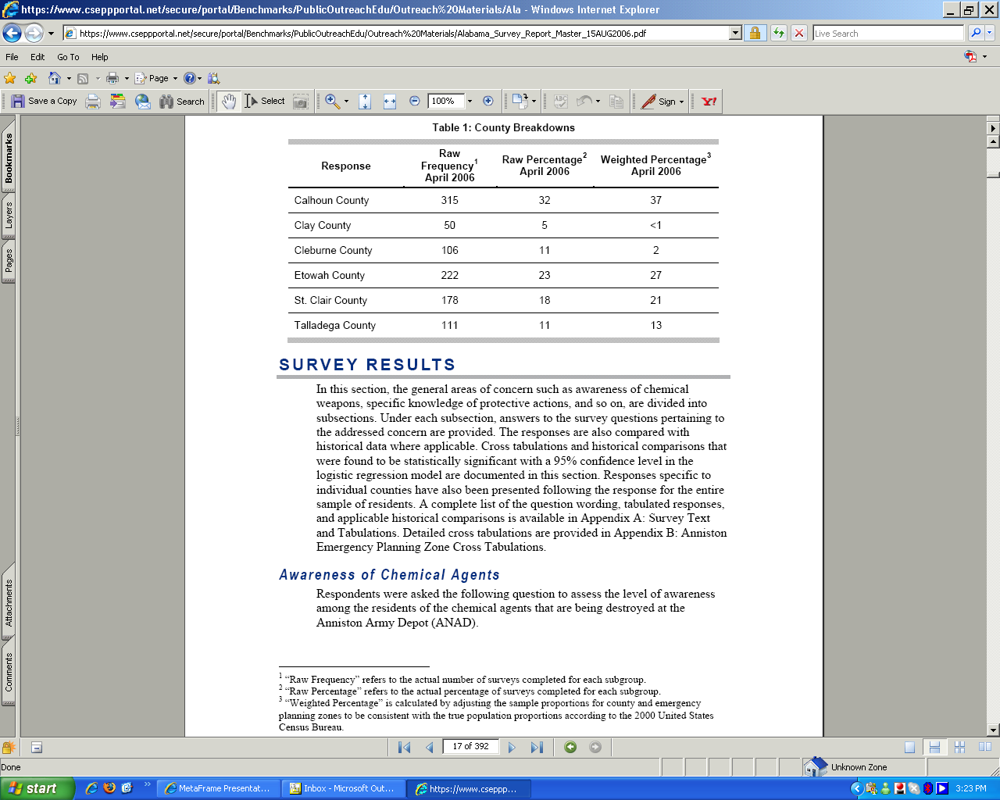 https://www.cseppportal.net/secure/portal/Benchmarks/PublicOutreachEdu/Outreach%20Materials/Ala - Windows Internet Explorer
https://www.cseppportal.net/secure/portal/Benchmarks/PublicOutreachEdu/Outreach%20Materials/Alabama_Survey_Report_Master_15AUG2006.pdf
Live Search
File Edit Go To Help
Page
Save a Copy Search Select 100% Sign Y!
Bookmarks
Layers
Pages
Attachments
Comments
Table 1: County Breakdowns
Response Raw Frequency1 April 2006 Raw Percentage2 April 2006 Weighted Percentage3 April 2006
Calhoun County 315 32 37
Clay County 50 5 <1
Cleburne County 106 11 2
Etowah County 222 23 27
St. Clair County 178 18 21
Talladega County 111 11 13
SURVEY RESULTS
In this section, the general areas of concern such as awareness of chemical
weapons, specific knowledge of protective actions, and so on, are divided into
subsections. Under each subsection, answers to the survey questions pertaining to
the addressed concern are provided. The responses are also compared with
historical data where applicable. Cross tabulations and historical comparisons that
were found to be statistically significant with a 95% confidence level in the
logistic regression model are documented in this section. Responses specific to
individual counties have also been presented following the response for the entire
sample of residents. A complete list of the question wording, tabulated responses,
and applicable historical comparisons is available in Appendix A: Survey Text
and Tabulations. Detailed cross tabulations are provided in Appendix B: Anniston
Emergency Planning Zone Cross Tabulations.
Awareness of Chemical Agents
Respondents were asked the following question to assess the level of awareness
among the residents of the chemical agents that are being destroyed at the
Anniston Army Depot (ANAD).
1 “Raw Frequency” refers to the actual number of surveys completed for each subgroup.
2 “Raw Percentage” refers to the actual percentage of surveys completed for each subgroup.
3 “Weighted Percentage” is calculated by adjusting the sample proportions for county and emergency
planning zones to be consistent with the true population proportions according to the 2000 United States
Census Bureau.
17 of 392
Done Unknown Zone
start MetaFrame Presentat... Inbox - Microsoft Out... https://www.cseppp... 3:23 PM